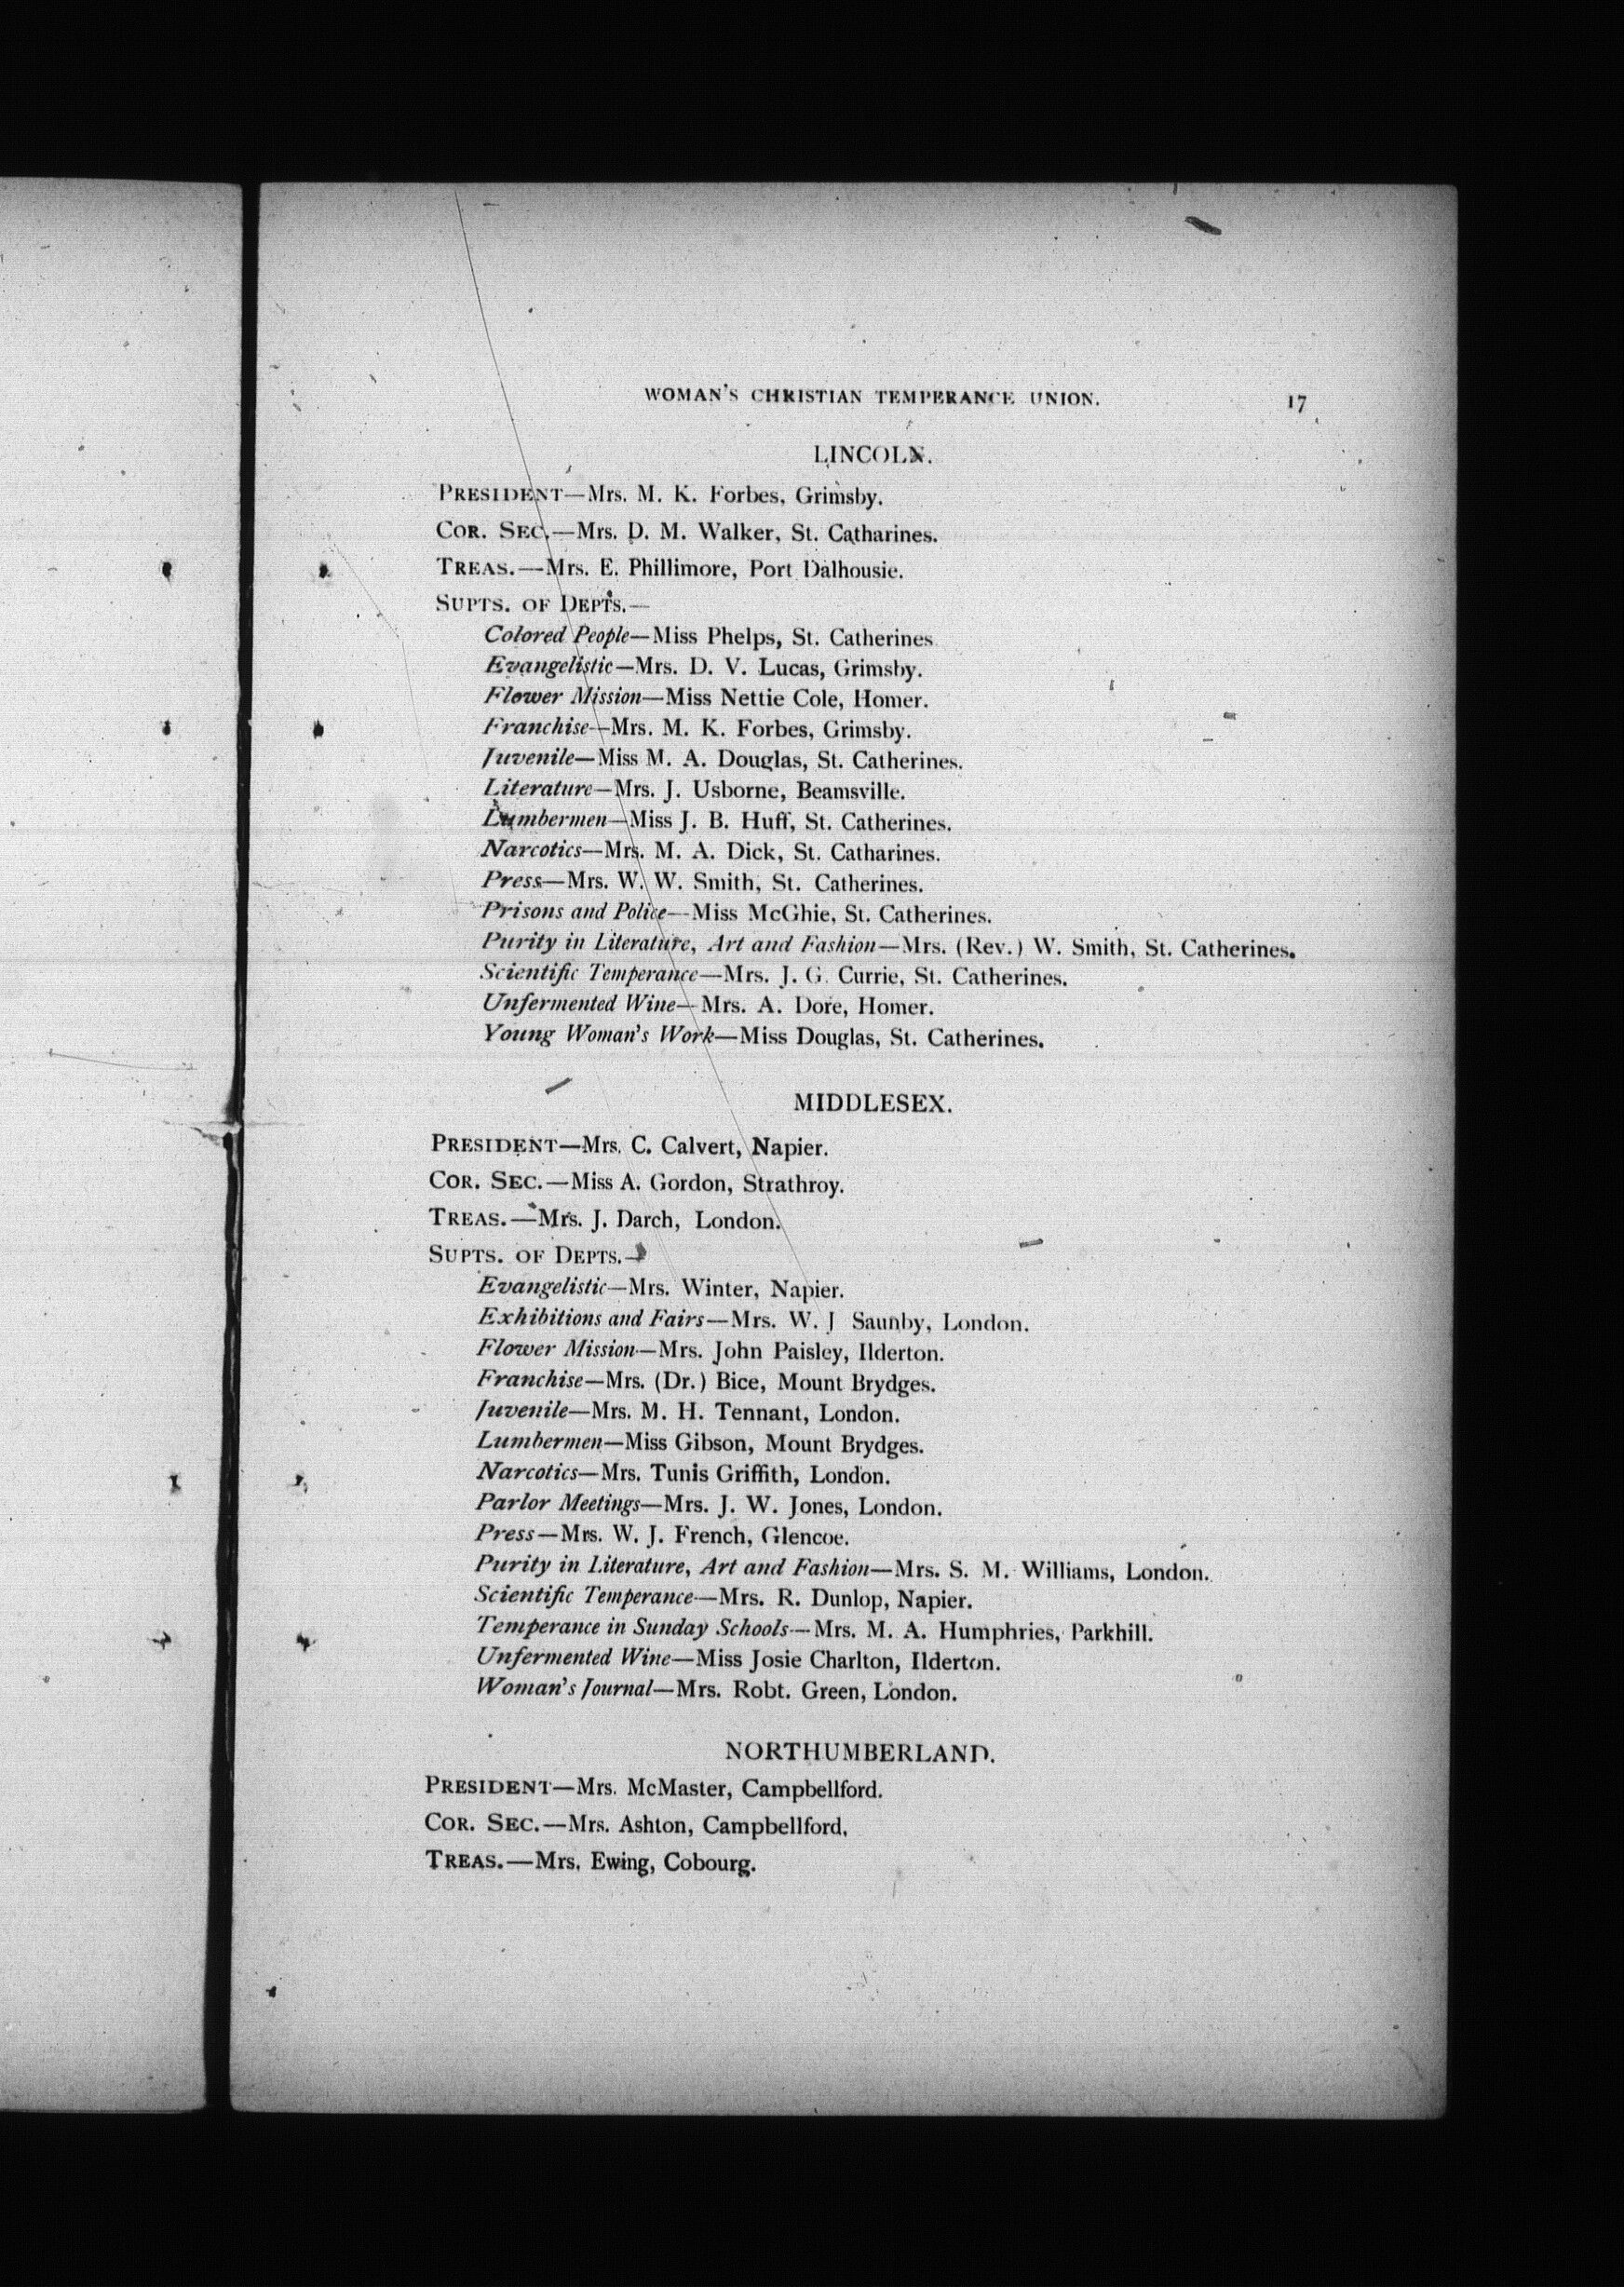 WOMAN'S CHRISTIAN TEMPERANCE UNION. 17
LINCOLN.
PRESIDENT—Mrs. M. K. Forbes, Grimsby.
COR. SEC.—Mrs. D. M. Walker, St. Catharines.
TREAS.—Mrs. E. Phillimore, Port Dalhousie.
SUPTS. OF DEPTS.—
Colored People—Miss Phelps, St. Catherines
Evangelistic—Mrs. D. V. Lucas, Grimsby.
Flower Mission—Miss Nettie Cole, Homer.
Franchise—Mrs. M. K. Forbes, Grimsby.
Juvenile—Miss M. A. Douglas, St. Catherines.
Literature—Mrs. J. Usborne, Beamsville.
Lumbermen—Miss J. B. Huff, St. Catherines.
Narcotics—Mrs. M. A. Dick, St. Catharines.
Press—Mrs. W. W. Smith, St. Catherines.
Prisons and Police—Miss McGhie, St. Catherines.
Purity in Literature, Art and Fashion—Mrs. (Rev.) W. Smith, St. Catherines.
Scientific Temperance—Mrs. J. G. Currie, St. Catherines.
Unfermented Wine—Mrs. A. Dore, Homer.
Young Woman's Work—Miss Douglas, St. Catherines.
MIDDLESEX.
PRESIDENT—Mrs. C. Calvert, Napier.
COR. SEC.—Miss A. Gordon, Strathroy.
TREAS.—Mrs. J. Darch, London.
SUPTS. OF DEPTS.—
Evangelistic—Mrs. Winter, Napier.
Exhibitions and Fairs—Mrs. W. J Saunby, London.
Flower Mission—Mrs. John Paisley, Ilderton.
Franchise—Mrs. (Dr.) Bice, Mount Brydges.
Juvenile—Mrs. M. H. Tennant, London.
Lumbermen—Miss Gibson, Mount Brydges.
Narcotics—Mrs. Tunis Griffith, London.
Parlor Meetings—Mrs. J. W. Jones, London.
Press—Mrs. W. J. French, Glencoe.
Purity in Literature, Art and Fashion—Mrs. S. M. Williams, London.
Scientific Temperance—Mrs. R. Dunlop, Napier.
Temperance in Sunday Schools—Mrs. M. A. Humphries, Parkhill.
Unfermented Wine—Miss Josie Charlton, Ilderton.
Woman's Journal—Mrs. Robt. Green, London.
NORTHUMBERLAND.
PRESIDENT—Mrs. McMaster, Campbellford.
COR. SEC.—Mrs. Ashton, Campbellford.
TREAS.—Mrs. Ewing, Cobourg.